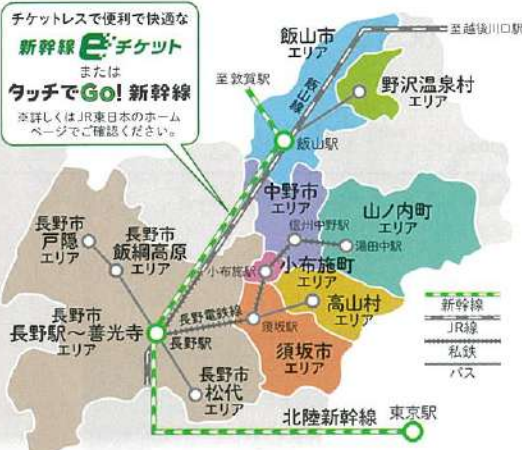 チケットレスで便利で快適な
新幹線eチケット
または
タッチでGo!新幹線
※詳しくはJR東日本のホーム
ページでご確認ください。
至越後川口駅
飯山市
エリア
野沢温泉村
エリア
至敦賀駅
飯山線
飯山駅
中野市
エリア
山ノ内町
エリア
信州中野駅
湯田中駅
長野市
戸隠
エリア
長野市
飯綱高原
エリア
小布施駅
小布施町
エリア
高山村
エリア
長野市
長野駅～善光寺
エリア
長野電鉄線
長野駅
須坂駅
須坂市
エリア
長野市
松代
エリア
新幹線
JR線
私鉄
バス
北陸新幹線
東京駅